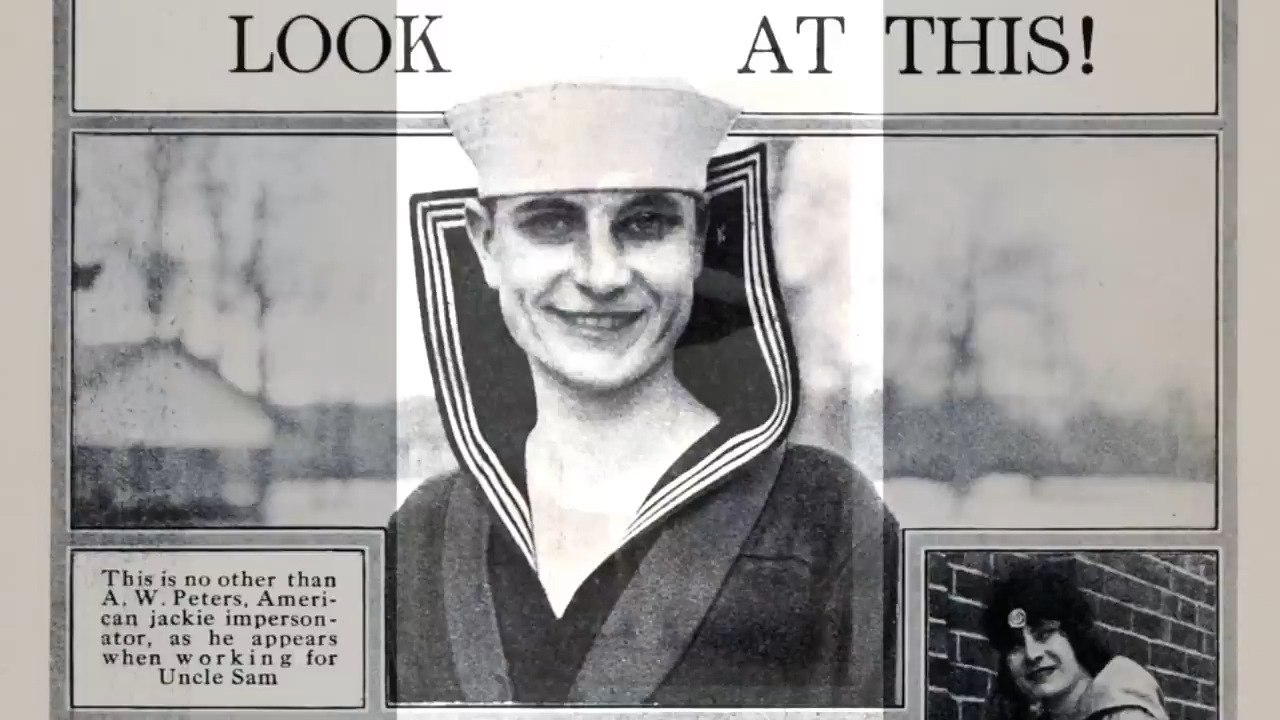 LOOK AT THIS!
This is no other than
A. W. Peters, Ameri-
can jackie imperson-
ator, as he appears
when working for
Uncle Sam